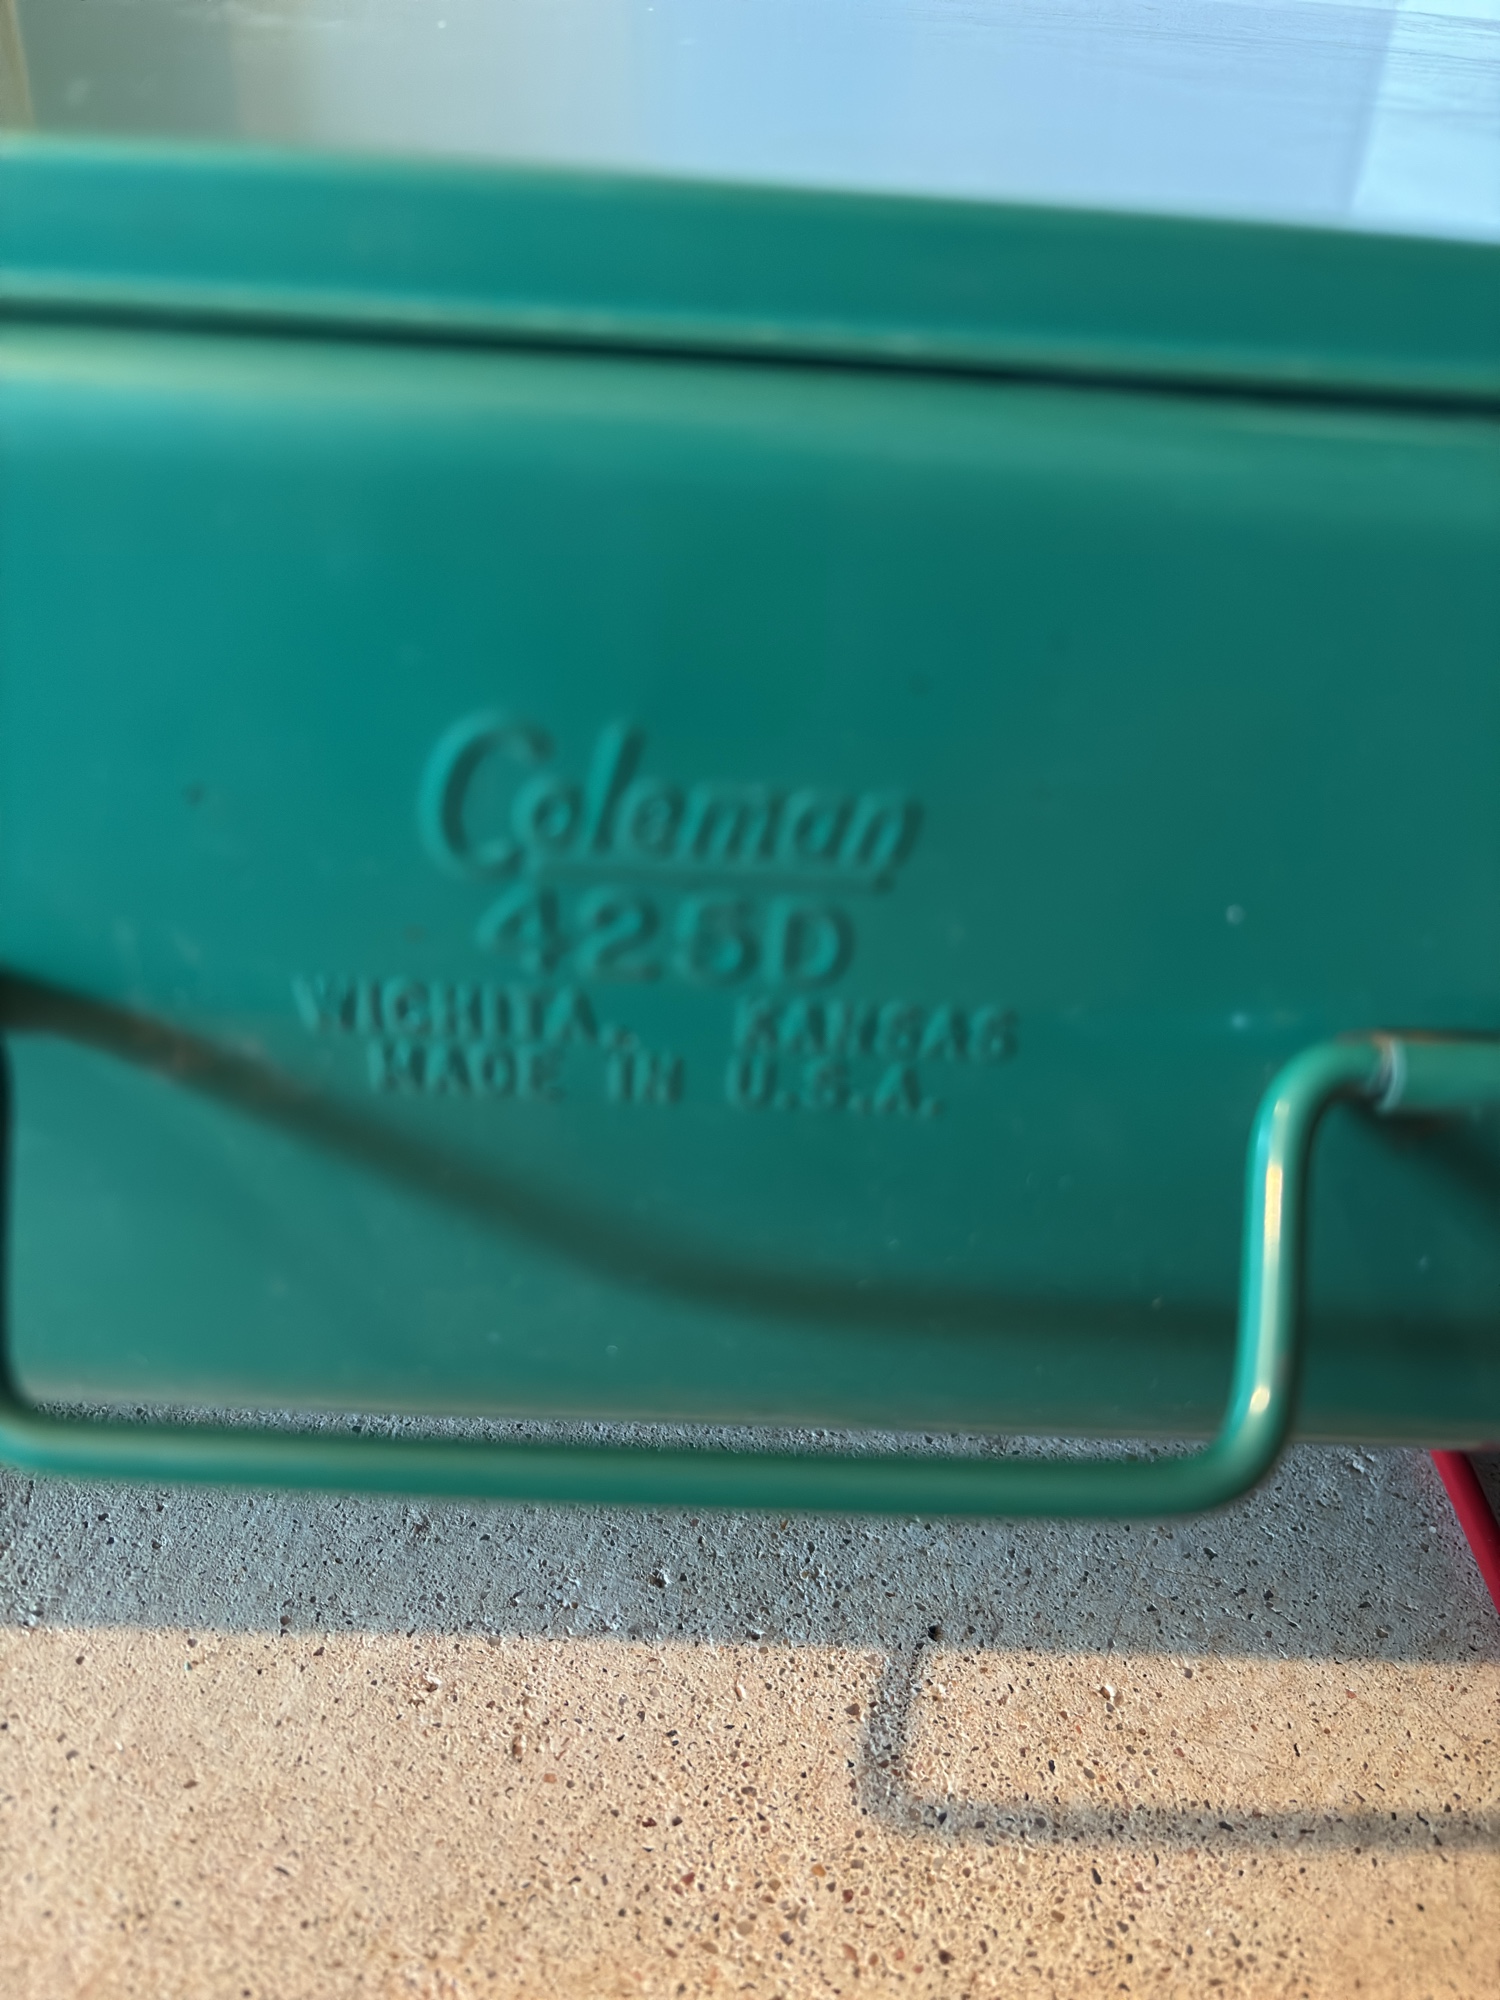 Coleman
425D
WICHITA, KANSAS
MADE IN U.S.A.